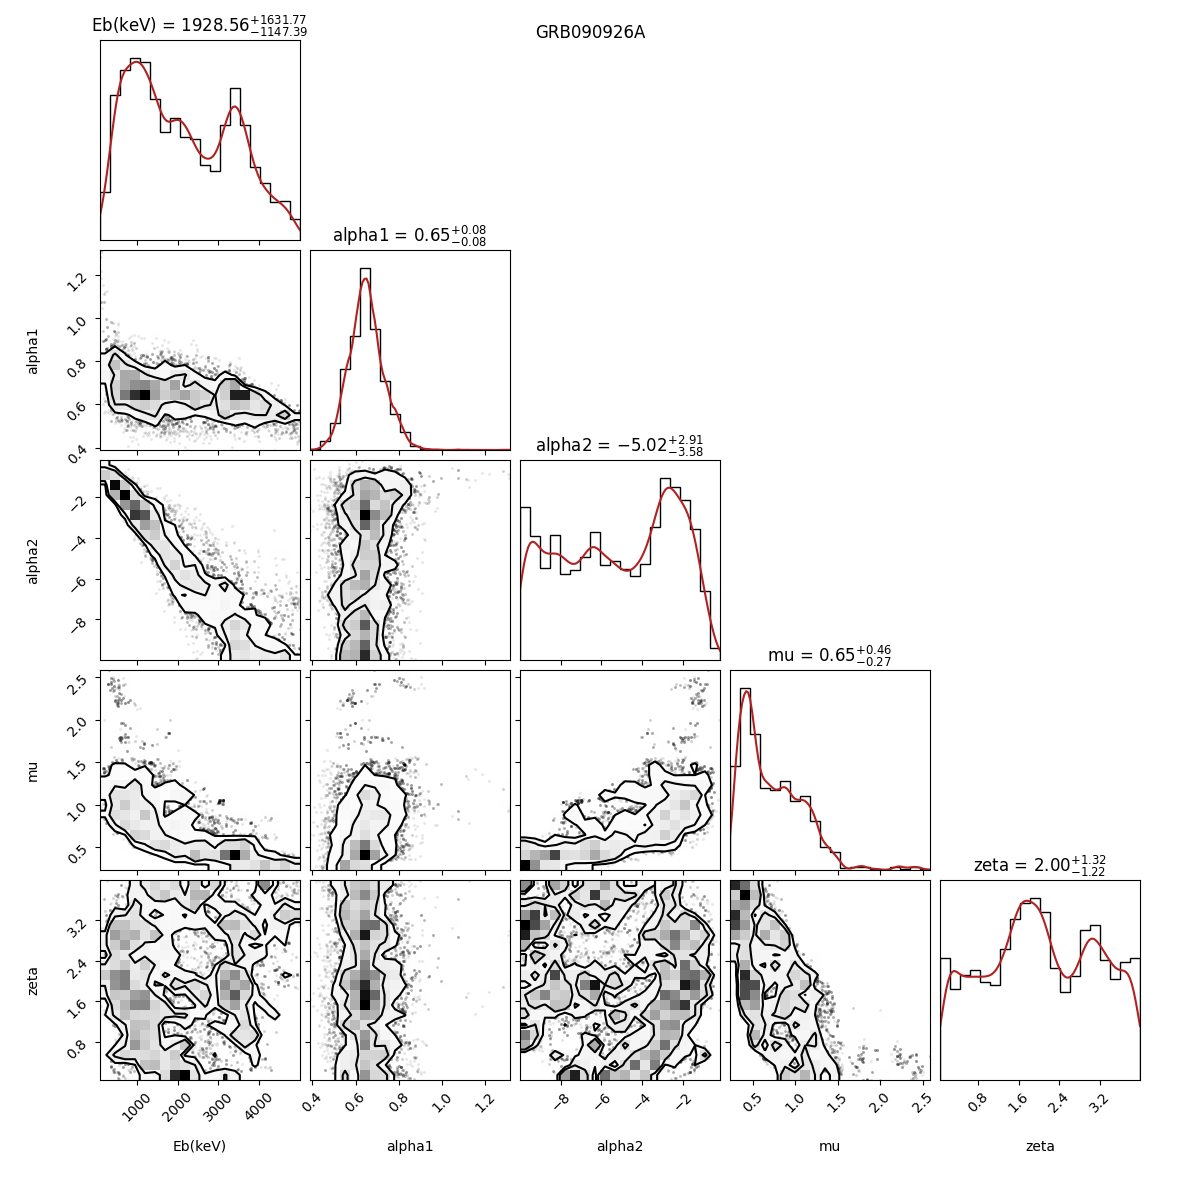 GRB090926A
Eb(keV) = 1928.56+1631.77 −1147.39
alpha1 = 0.65+0.08 −0.08
alpha1
1.2
1.0
0.8
0.6
0.4
alpha2 = −5.02+2.91 −3.58
alpha2
−2
−4
−6
−8
mu = 0.65+0.46 −0.27
mu
2.5
2.0
1.5
1.0
0.5
zeta = 2.00+1.32 −1.22
zeta
3.2
2.4
1.6
0.8
1000 2000 3000 4000 0.4 0.6 0.8 1.0 1.2 −8 −6 −4 −2 0.5 1.0 1.5 2.0 2.5 0.8 1.6 2.4 3.2
Eb(keV) alpha1 alpha2 mu zeta